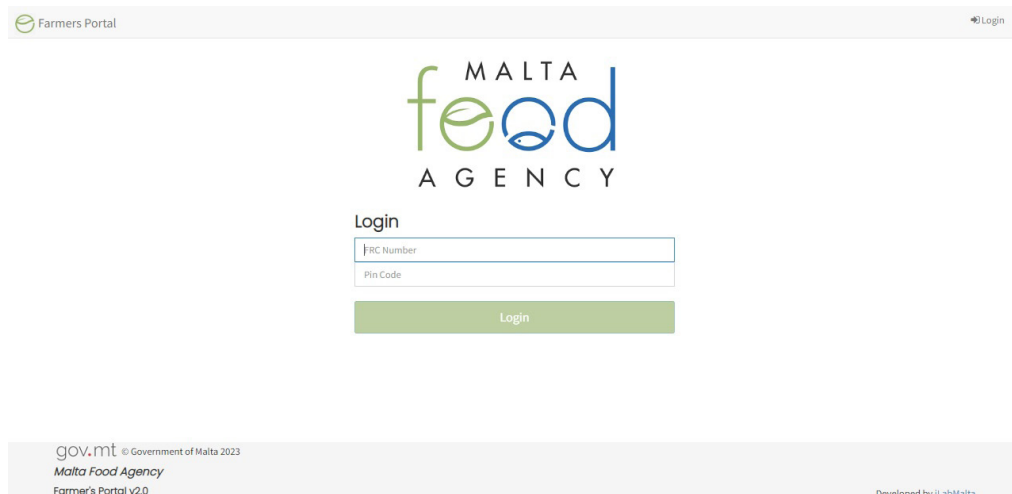 Farmers Portal
Login
MALTA
food
AGENCY
Login
FRC Number
Pin Code
Login
gov.mt © Government of Malta 2023
Malta Food Agency
Farmer's Portal v2.0
Developed by iLabMalta